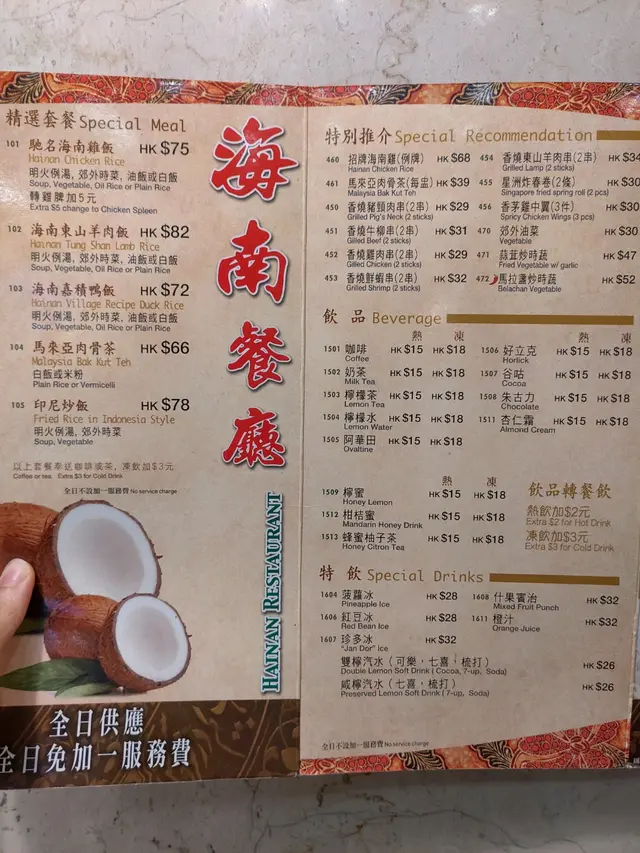 精選套餐 Special Meal
101 馳名海南雞飯 HK $75
Hainan Chicken Rice
明火例湯, 郊外時菜, 油飯或白飯
Soup, Vegetable, Oil Rice or Plain Rice
轉雞脾加5元
Extra $5 change to Chicken Spleen
102 海南東山羊肉飯 HK $82
Hainan Tung Shan Lamb Rice
明火例湯, 郊外時菜, 油飯或白飯
Soup, Vegetable, Oil Rice or Plain Rice
103 海南嘉積鴨飯 HK $72
Hainan Village Recipe Duck Rice
明火例湯, 郊外時菜, 油飯或白飯
Soup, Vegetable, Oil Rice or Plain Rice
104 馬來亞肉骨茶 HK $66
Malaysia Bak Kut Teh
白飯或米粉
Plain Rice or Vermicelli
105 印尼炒飯 HK $78
Fried Rice in Indonesia Style
明火例湯, 郊外時菜
Soup, Vegetable
以上套餐奉送咖啡或茶, 凍飲加$3元
Coffee or tea. Extra $3 for Cold Drink
全日不設加一服務費 No service charge
海南餐廳
HAINAN RESTAURANT
全日供應
全日免加一服務費
特別推介 Special Recommendation
460 招牌海南雞(例牌) HK $68
Hainan Chicken Rice
461 馬來亞肉骨茶(每盅) HK $39
Malaysia Bak Kut Teh
450 香燒豬頸肉串(2串) HK $29
Grilled Pig's Neck (2 sticks)
451 香燒牛柳串(2串) HK $31
Gilled Beef (2 sticks)
452 香燒雞肉串(2串) HK $29
Gilled Chicken (2 sticks)
453 香燒鮮蝦串(2串) HK $32
Grilled Shrimp (2 sticks)
454 香燒東山羊肉串(2串) HK $34
Grilled Lamp (2 sticks)
455 星洲炸春卷(2條) HK $30
Singapore fried spring roll (2 pcs)
456 香茅雞中翼(3件) HK $30
Spicy Chicken Wings (3 pcs)
470 郊外油菜 HK $30
Vegetable
471 蒜茸炒時蔬 HK $47
Fried Vegetable w/ garlic
472 馬拉盞炒時蔬 HK $52
Belachan Vegetable
飲品 Beverage
熱 凍
1501 咖啡 HK $15 HK $18
Coffee
1502 奶茶 HK $15 HK $18
Milk Tea
1503 檸檬茶 HK $15 HK $18
Lemon Tea
1504 檸檬水 HK $15 HK $18
Lemon Water
1505 阿華田 HK $15 HK $18
Ovaltine
熱 凍
1506 好立克 HK $15 HK $18
Horlick
1507 谷咕 HK $15 HK $18
Cocoa
1508 朱古力 HK $15 HK $18
Chocolate
1511 杏仁霜 HK $15 HK $18
Almond Cream
熱 凍
1509 檸蜜 HK $15 HK $18
Honey Lemon
1512 柑桔蜜 HK $15 HK $18
Mandarin Honey Drink
1513 蜂蜜柚子茶 HK $15 HK $18
Honey Citron Tea
飲品轉餐飲
熱飲加$2元
Extra $2 for Hot Drink
凍飲加$3元
Extra $3 for Cold Drink
特飲 Special Drinks
1604 菠蘿冰 HK $28
Pineapple Ice
1606 紅豆冰 HK $28
Red Bean Ice
1607 珍多冰 HK $32
"Jan Dor" Ice
1608 什果賓治 HK $32
Mixed Fruit Punch
1611 橙汁 HK $32
Orange Juice
雙檸汽水 (可樂, 七喜, 梳打) HK $26
Double Lemon Soft Drink ( Cocoa, 7-up, Soda)
咸檸汽水 (七喜, 梳打) HK $26
Preserved Lemon Soft Drink ( 7-up, Soda)
全日不設加一服務費 No service charge